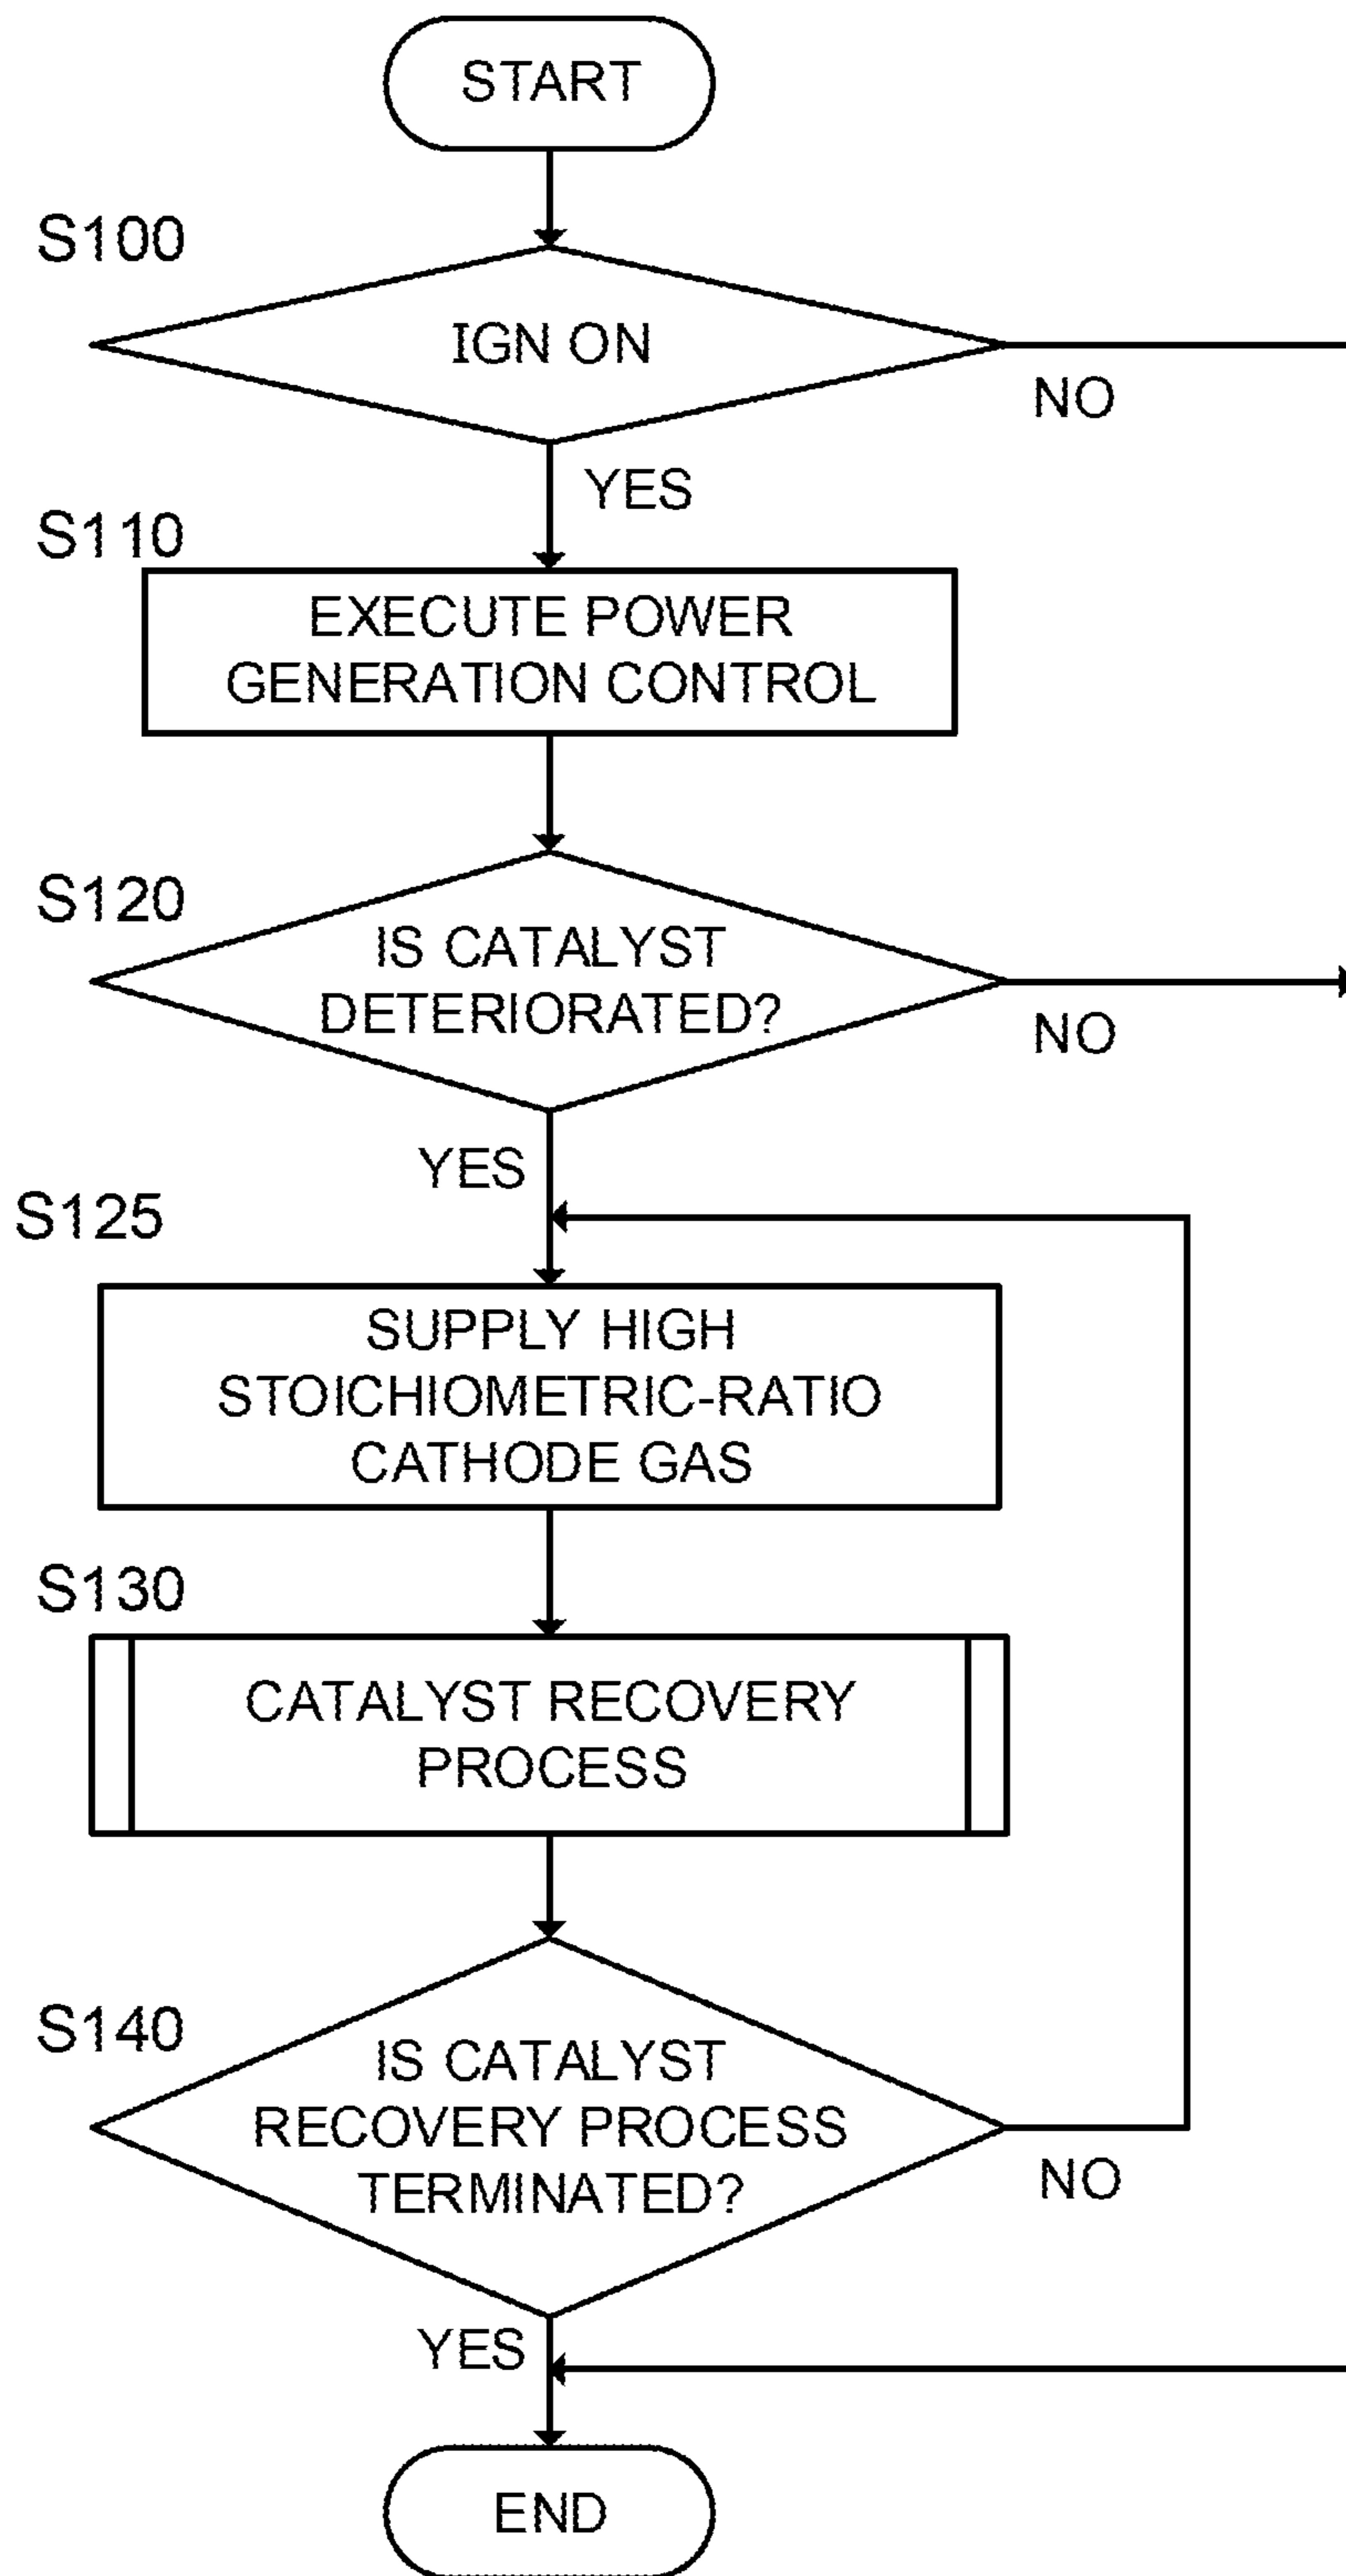 START
S100
IGN ON
NO
YES
S110
EXECUTE POWER
GENERATION CONTROL
S120
IS CATALYST
DETERIORATED?
NO
YES
S125
SUPPLY HIGH
STOICHIOMETRIC-RATIO
CATHODE GAS
S130
CATALYST RECOVERY
PROCESS
S140
IS CATALYST
RECOVERY PROCESS
TERMINATED?
NO
YES
END